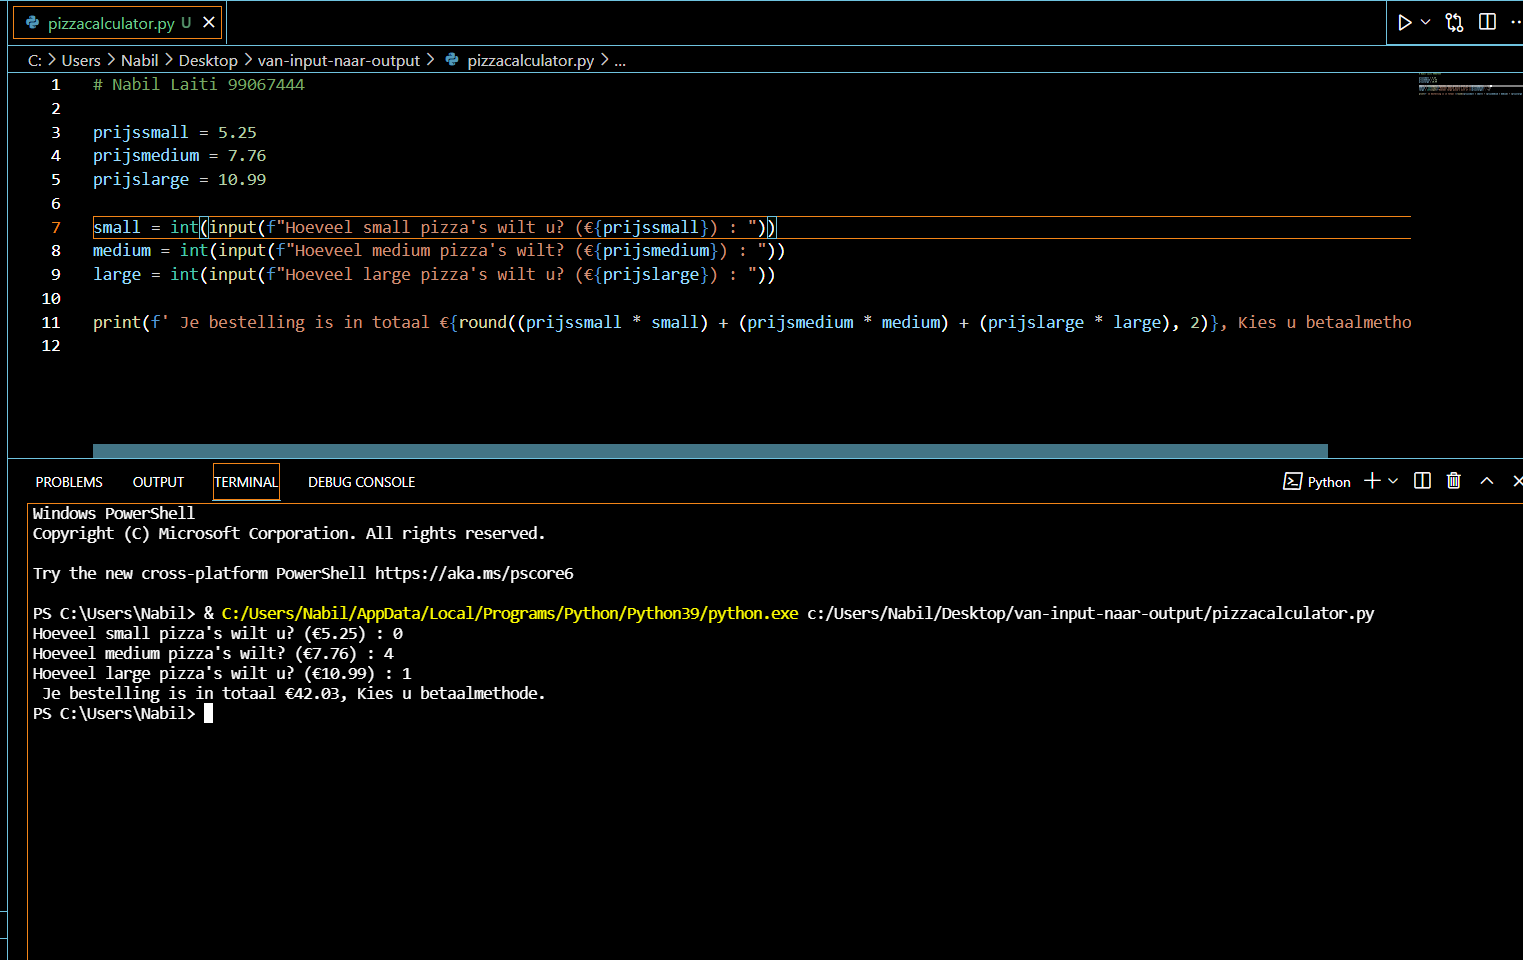 pizzacalculator.py U
C: > Users > Nabil > Desktop > van-input-naar-output > pizzacalculator.py > ...
1 # Nabil Laiti 99067444
2
3 prijssmall = 5.25
4 prijsmedium = 7.76
5 prijslarge = 10.99
6
7 small = int(input(f"Hoeveel small pizza's wilt u? (€{prijssmall}) : "))
8 medium = int(input(f"Hoeveel medium pizza's wilt? (€{prijsmedium}) : "))
9 large = int(input(f"Hoeveel large pizza's wilt u? (€{prijslarge}) : "))
10
11 print(f' Je bestelling is in totaal €{round((prijssmall * small) + (prijsmedium * medium) + (prijslarge * large), 2)}, Kies u betaalmetho
12
PROBLEMS OUTPUT TERMINAL DEBUG CONSOLE Python
Windows PowerShell
Copyright (C) Microsoft Corporation. All rights reserved.
Try the new cross-platform PowerShell https://aka.ms/pscore6
PS C:\Users\Nabil> & C:/Users/Nabil/AppData/Local/Programs/Python/Python39/python.exe c:/Users/Nabil/Desktop/van-input-naar-output/pizzacalculator.py
Hoeveel small pizza's wilt u? (€5.25) : 0
Hoeveel medium pizza's wilt? (€7.76) : 4
Hoeveel large pizza's wilt u? (€10.99) : 1
Je bestelling is in totaal €42.03, Kies u betaalmethode.
PS C:\Users\Nabil>